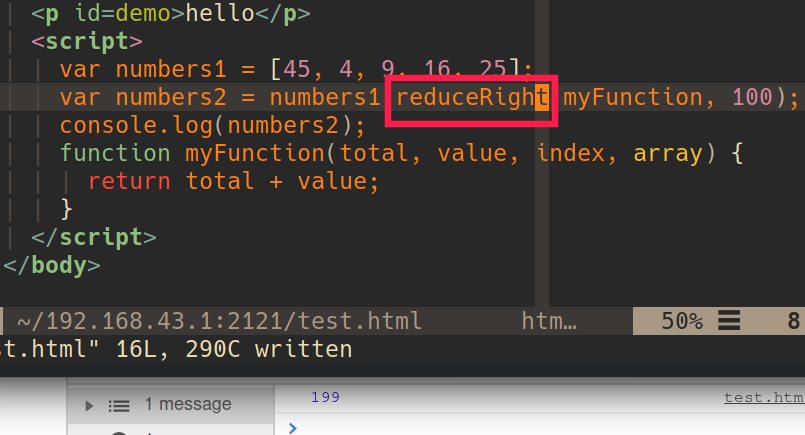 <p id=demo>hello</p>
<script>
var numbers1 = [45, 4, 9, 16, 25];
var numbers2 = numbers1 reduceRight myFunction, 100);
console.log(numbers2);
function myFunction(total, value, index, array) {
return total + value;
}
</script>
</body>
~/192.168.43.1:2121/test.html htm… 50% ☰ 8
t.html" 16L, 290C written
1 message
199 test.htm